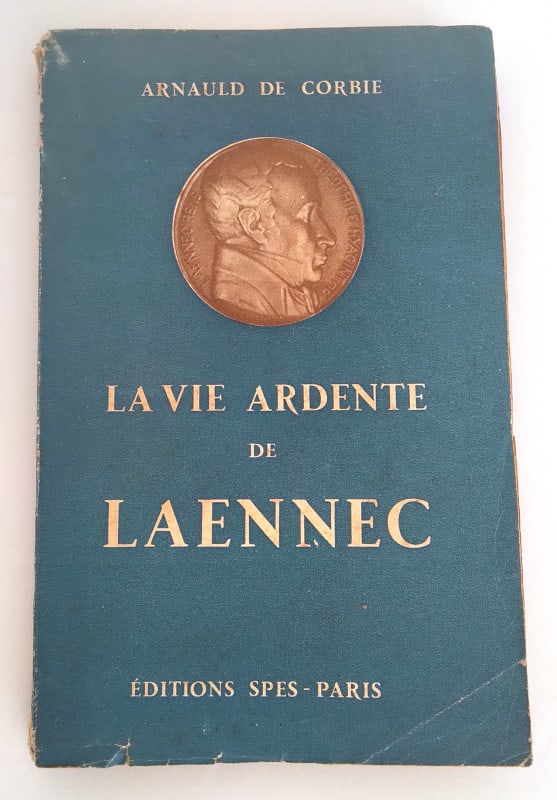 ARNAULD DE CORBIE
LA VIE ARDENTE
DE
LAENNEC
ÉDITIONS SPES - PARIS